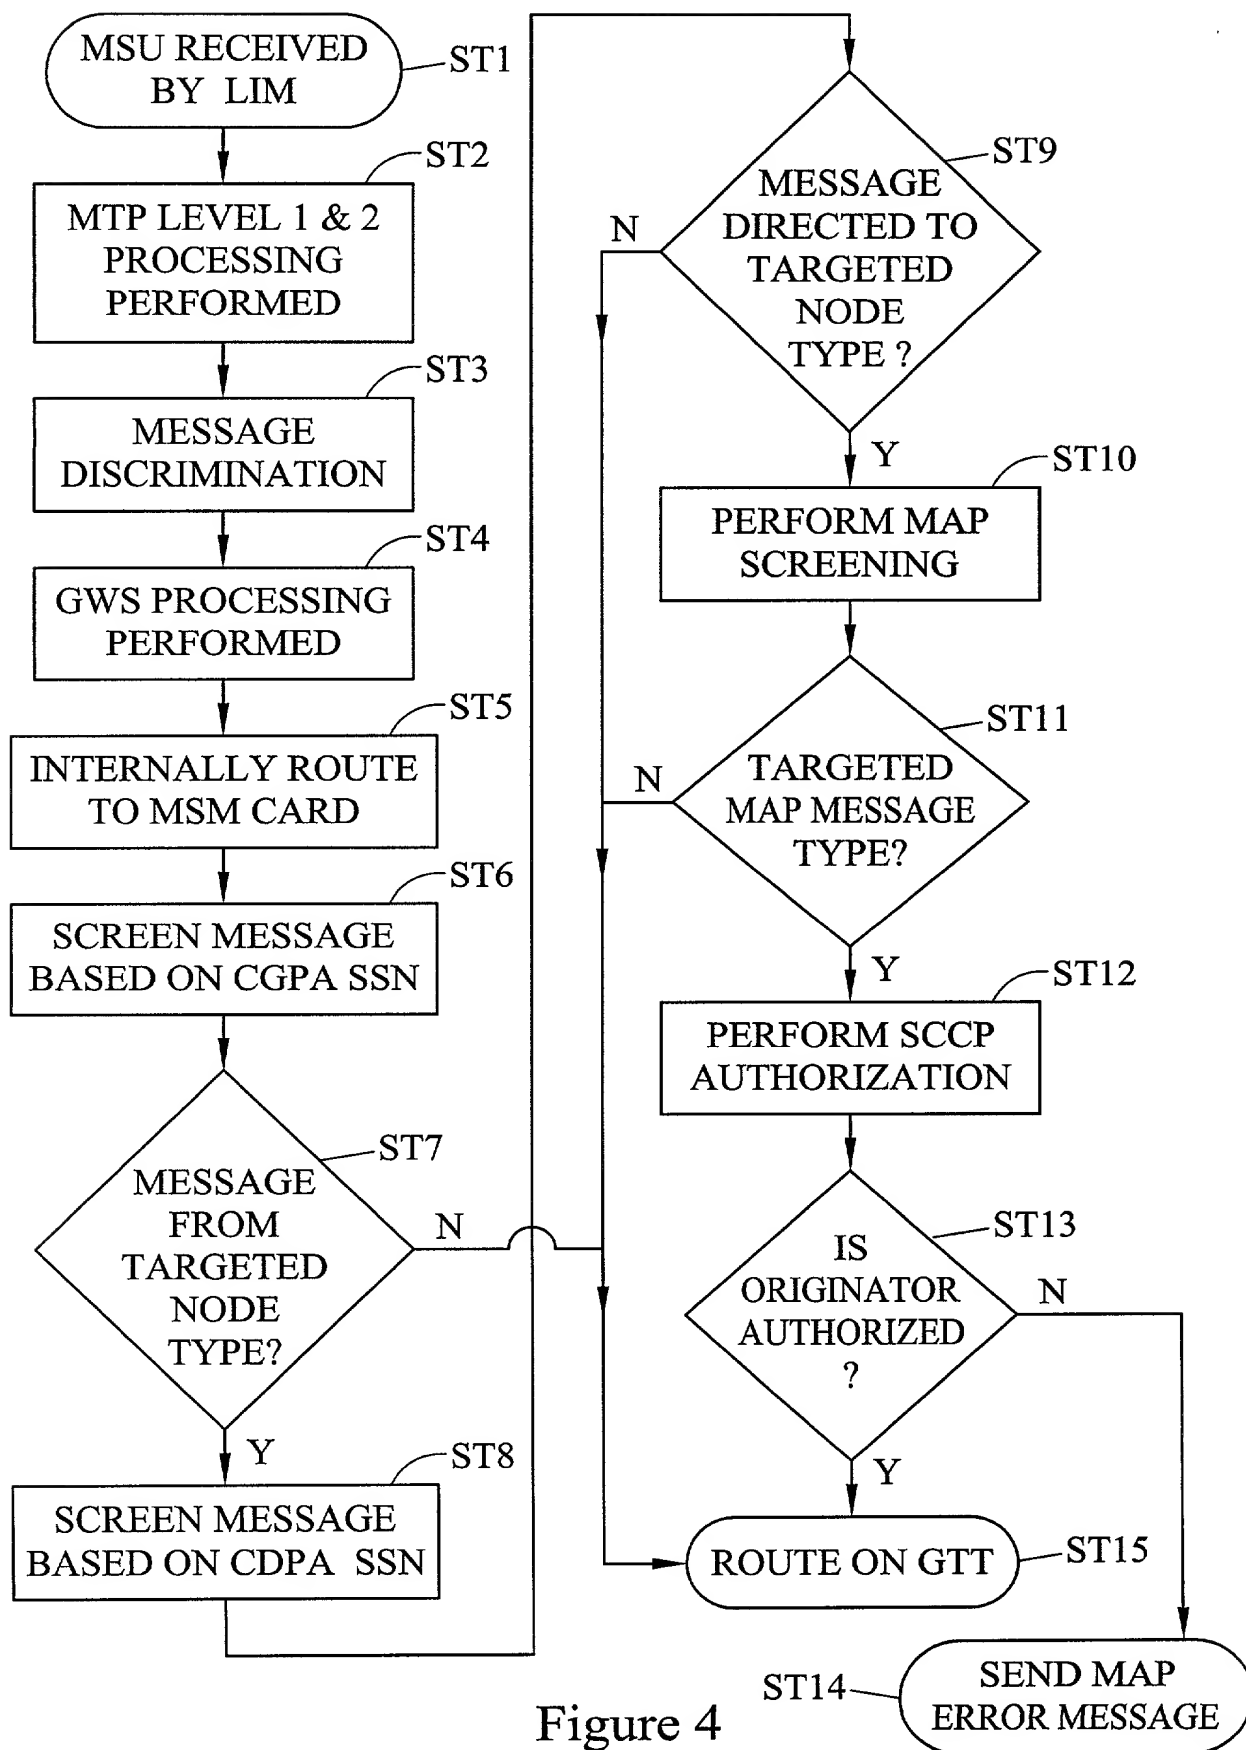 MSU RECEIVED
BY LIM
ST1
ST2
MTP LEVEL 1 & 2
PROCESSING
PERFORMED
ST3
MESSAGE
DISCRIMINATION
ST4
GWS PROCESSING
PERFORMED
ST5
INTERNALLY ROUTE
TO MSM CARD
ST6
SCREEN MESSAGE
BASED ON CGPA SSN
ST7
MESSAGE
FROM
TARGETED
NODE
TYPE?
N
Y
ST8
SCREEN MESSAGE
BASED ON CDPA SSN
ST9
MESSAGE
DIRECTED TO
TARGETED
NODE
TYPE ?
N
Y
ST10
PERFORM MAP
SCREENING
ST11
TARGETED
MAP MESSAGE
TYPE?
N
Y
ST12
PERFORM SCCP
AUTHORIZATION
ST13
IS
ORIGINATOR
AUTHORIZED
?
N
Y
ROUTE ON GTT
ST15
ST14
SEND MAP
ERROR MESSAGE
Figure 4